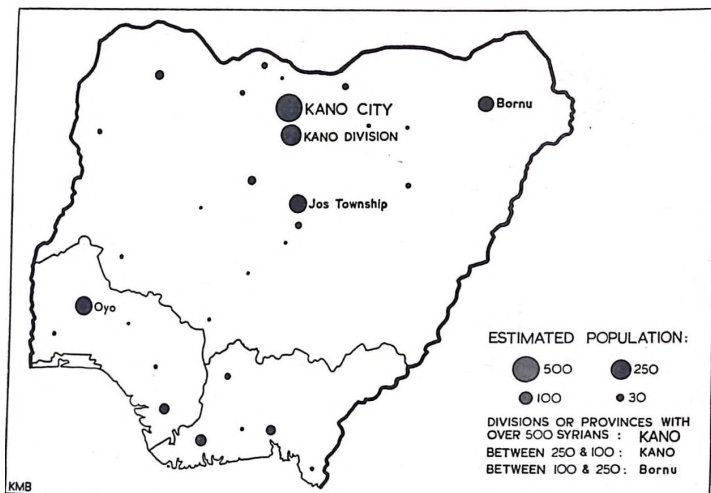 KANO CITY
Bornu
KANO DIVISION
Jos Township
Oyo
ESTIMATED POPULATION:
500 250
100 30
DIVISIONS OR PROVINCES WITH
OVER 500 SYRIANS : KANO
BETWEEN 250 & 100 : KANO
BETWEEN 100 & 250 : Bornu
KMB